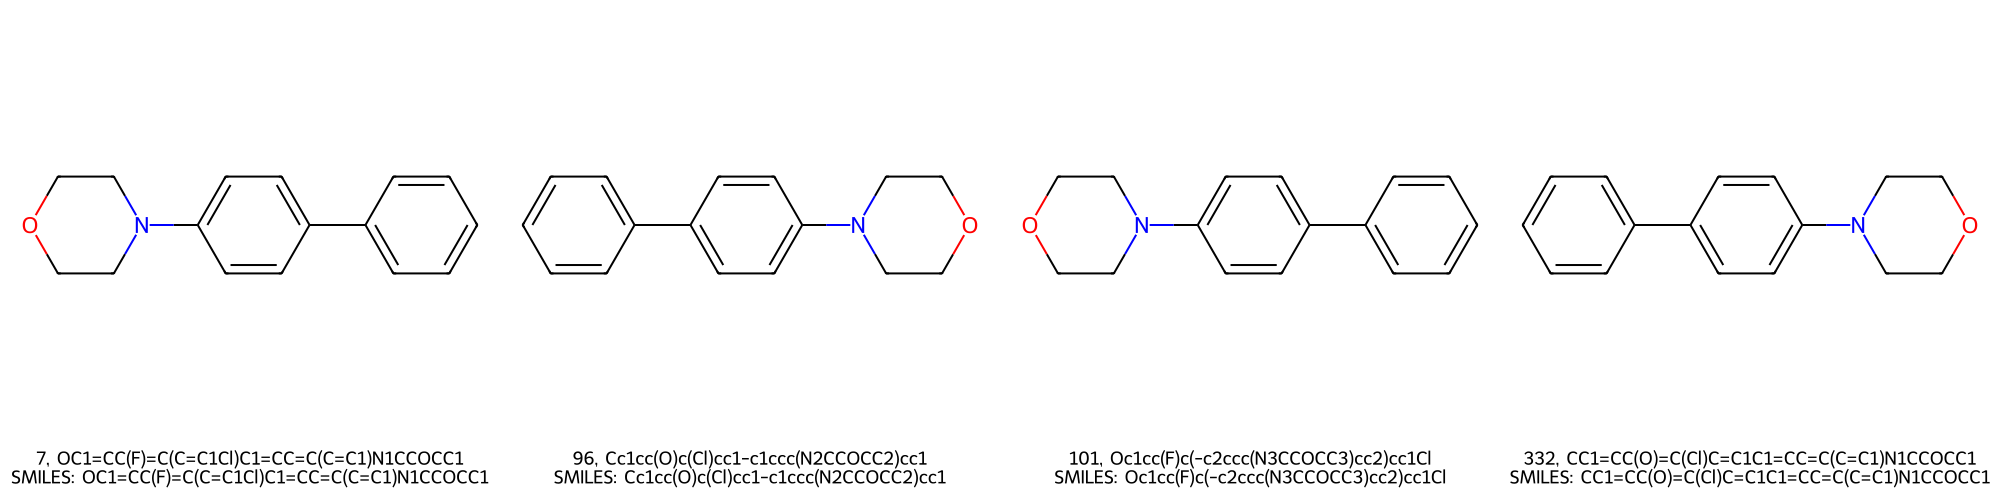 O N N O O N N O
7, OC1=CC(F)=C(C=C1Cl)C1=CC=C(C=C1)N1CCOCC1
SMILES: OC1=CC(F)=C(C=C1Cl)C1=CC=C(C=C1)N1CCOCC1
96, Cc1cc(O)c(Cl)cc1-c1ccc(N2CCOCC2)cc1
SMILES: Cc1cc(O)c(Cl)cc1-c1ccc(N2CCOCC2)cc1
101, Oc1cc(F)c(-c2ccc(N3CCOCC3)cc2)cc1Cl
SMILES: Oc1cc(F)c(-c2ccc(N3CCOCC3)cc2)cc1Cl
332, CC1=CC(O)=C(Cl)C=C1C1=CC=C(C=C1)N1CCOCC1
SMILES: CC1=CC(O)=C(Cl)C=C1C1=CC=C(C=C1)N1CCOCC1